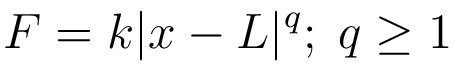 F = k|x − L|^q; q ≥ 1